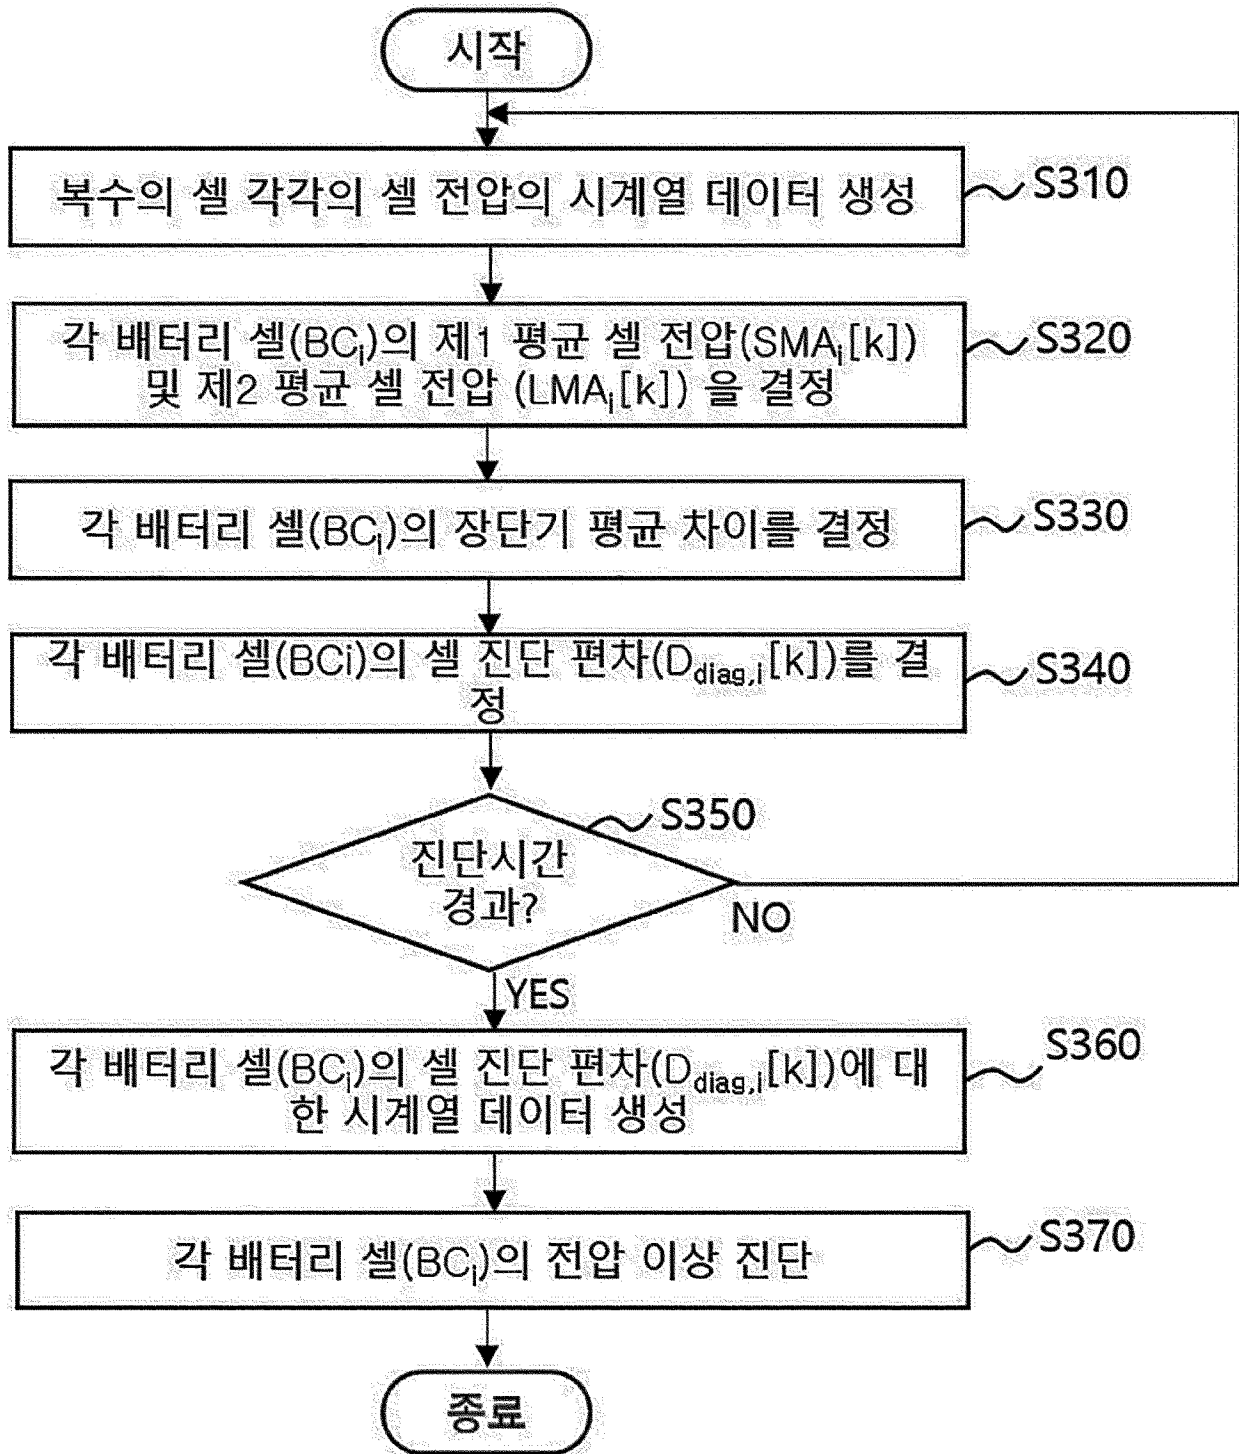 시작
복수의 셀 각각의 셀 전압의 시계열 데이터 생성
S310
각 배터리 셀(BCᵢ)의 제1 평균 셀 전압(SMAᵢ[k])
및 제2 평균 셀 전압 (LMAᵢ[k]) 을 결정
S320
각 배터리 셀(BCᵢ)의 장단기 평균 차이를 결정
S330
각 배터리 셀(BCi)의 셀 진단 편차(D_diag,i[k])를 결
정
S340
S350
진단시간
경과?
NO
YES
각 배터리 셀(BCᵢ)의 셀 진단 편차(D_diag,i[k])에 대
한 시계열 데이터 생성
S360
각 배터리 셀(BCᵢ)의 전압 이상 진단
S370
종료